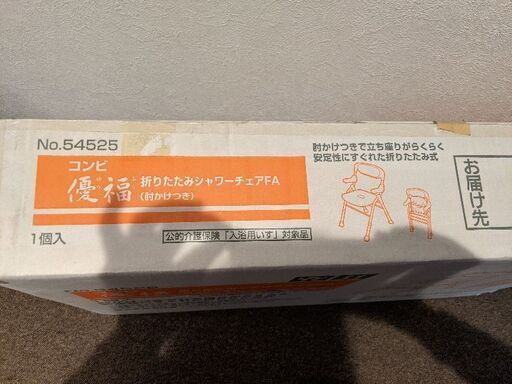 No.54525
コンビ
優福 折りたたみシャワーチェアFA
(肘かけつき)
1個入
公的介護保険「入浴用いす」対象品
肘かけつきで立ち座りがらくらく
安定性にすぐれた折りたたみ式
お届け先